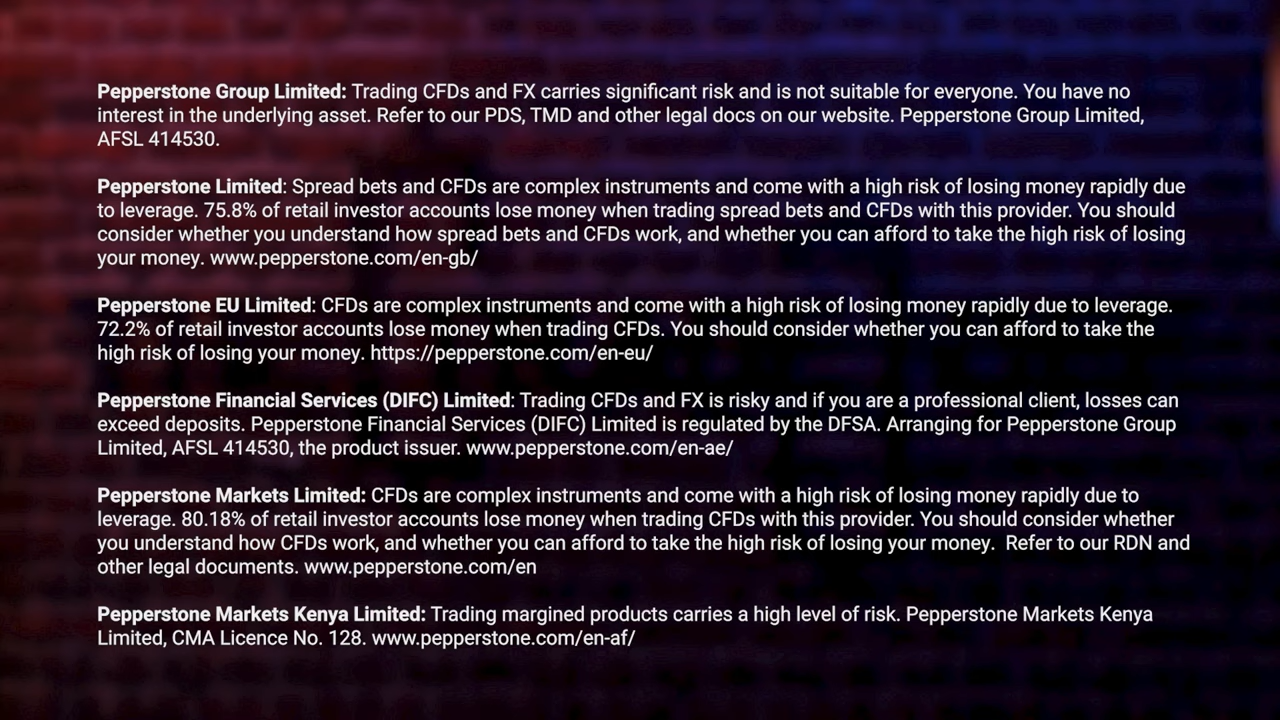 Pepperstone Group Limited: Trading CFDs and FX carries significant risk and is not suitable for everyone. You have no
interest in the underlying asset. Refer to our PDS, TMD and other legal docs on our website. Pepperstone Group Limited,
AFSL 414530.
Pepperstone Limited: Spread bets and CFDs are complex instruments and come with a high risk of losing money rapidly due
to leverage. 75.8% of retail investor accounts lose money when trading spread bets and CFDs with this provider. You should
consider whether you understand how spread bets and CFDs work, and whether you can afford to take the high risk of losing
your money. www.pepperstone.com/en-gb/
Pepperstone EU Limited: CFDs are complex instruments and come with a high risk of losing money rapidly due to leverage.
72.2% of retail investor accounts lose money when trading CFDs. You should consider whether you can afford to take the
high risk of losing your money. https://pepperstone.com/en-eu/
Pepperstone Financial Services (DIFC) Limited: Trading CFDs and FX is risky and if you are a professional client, losses can
exceed deposits. Pepperstone Financial Services (DIFC) Limited is regulated by the DFSA. Arranging for Pepperstone Group
Limited, AFSL 414530, the product issuer. www.pepperstone.com/en-ae/
Pepperstone Markets Limited: CFDs are complex instruments and come with a high risk of losing money rapidly due to
leverage. 80.18% of retail investor accounts lose money when trading CFDs with this provider. You should consider whether
you understand how CFDs work, and whether you can afford to take the high risk of losing your money.  Refer to our RDN and
other legal documents. www.pepperstone.com/en
Pepperstone Markets Kenya Limited: Trading margined products carries a high level of risk. Pepperstone Markets Kenya
Limited, CMA Licence No. 128. www.pepperstone.com/en-af/